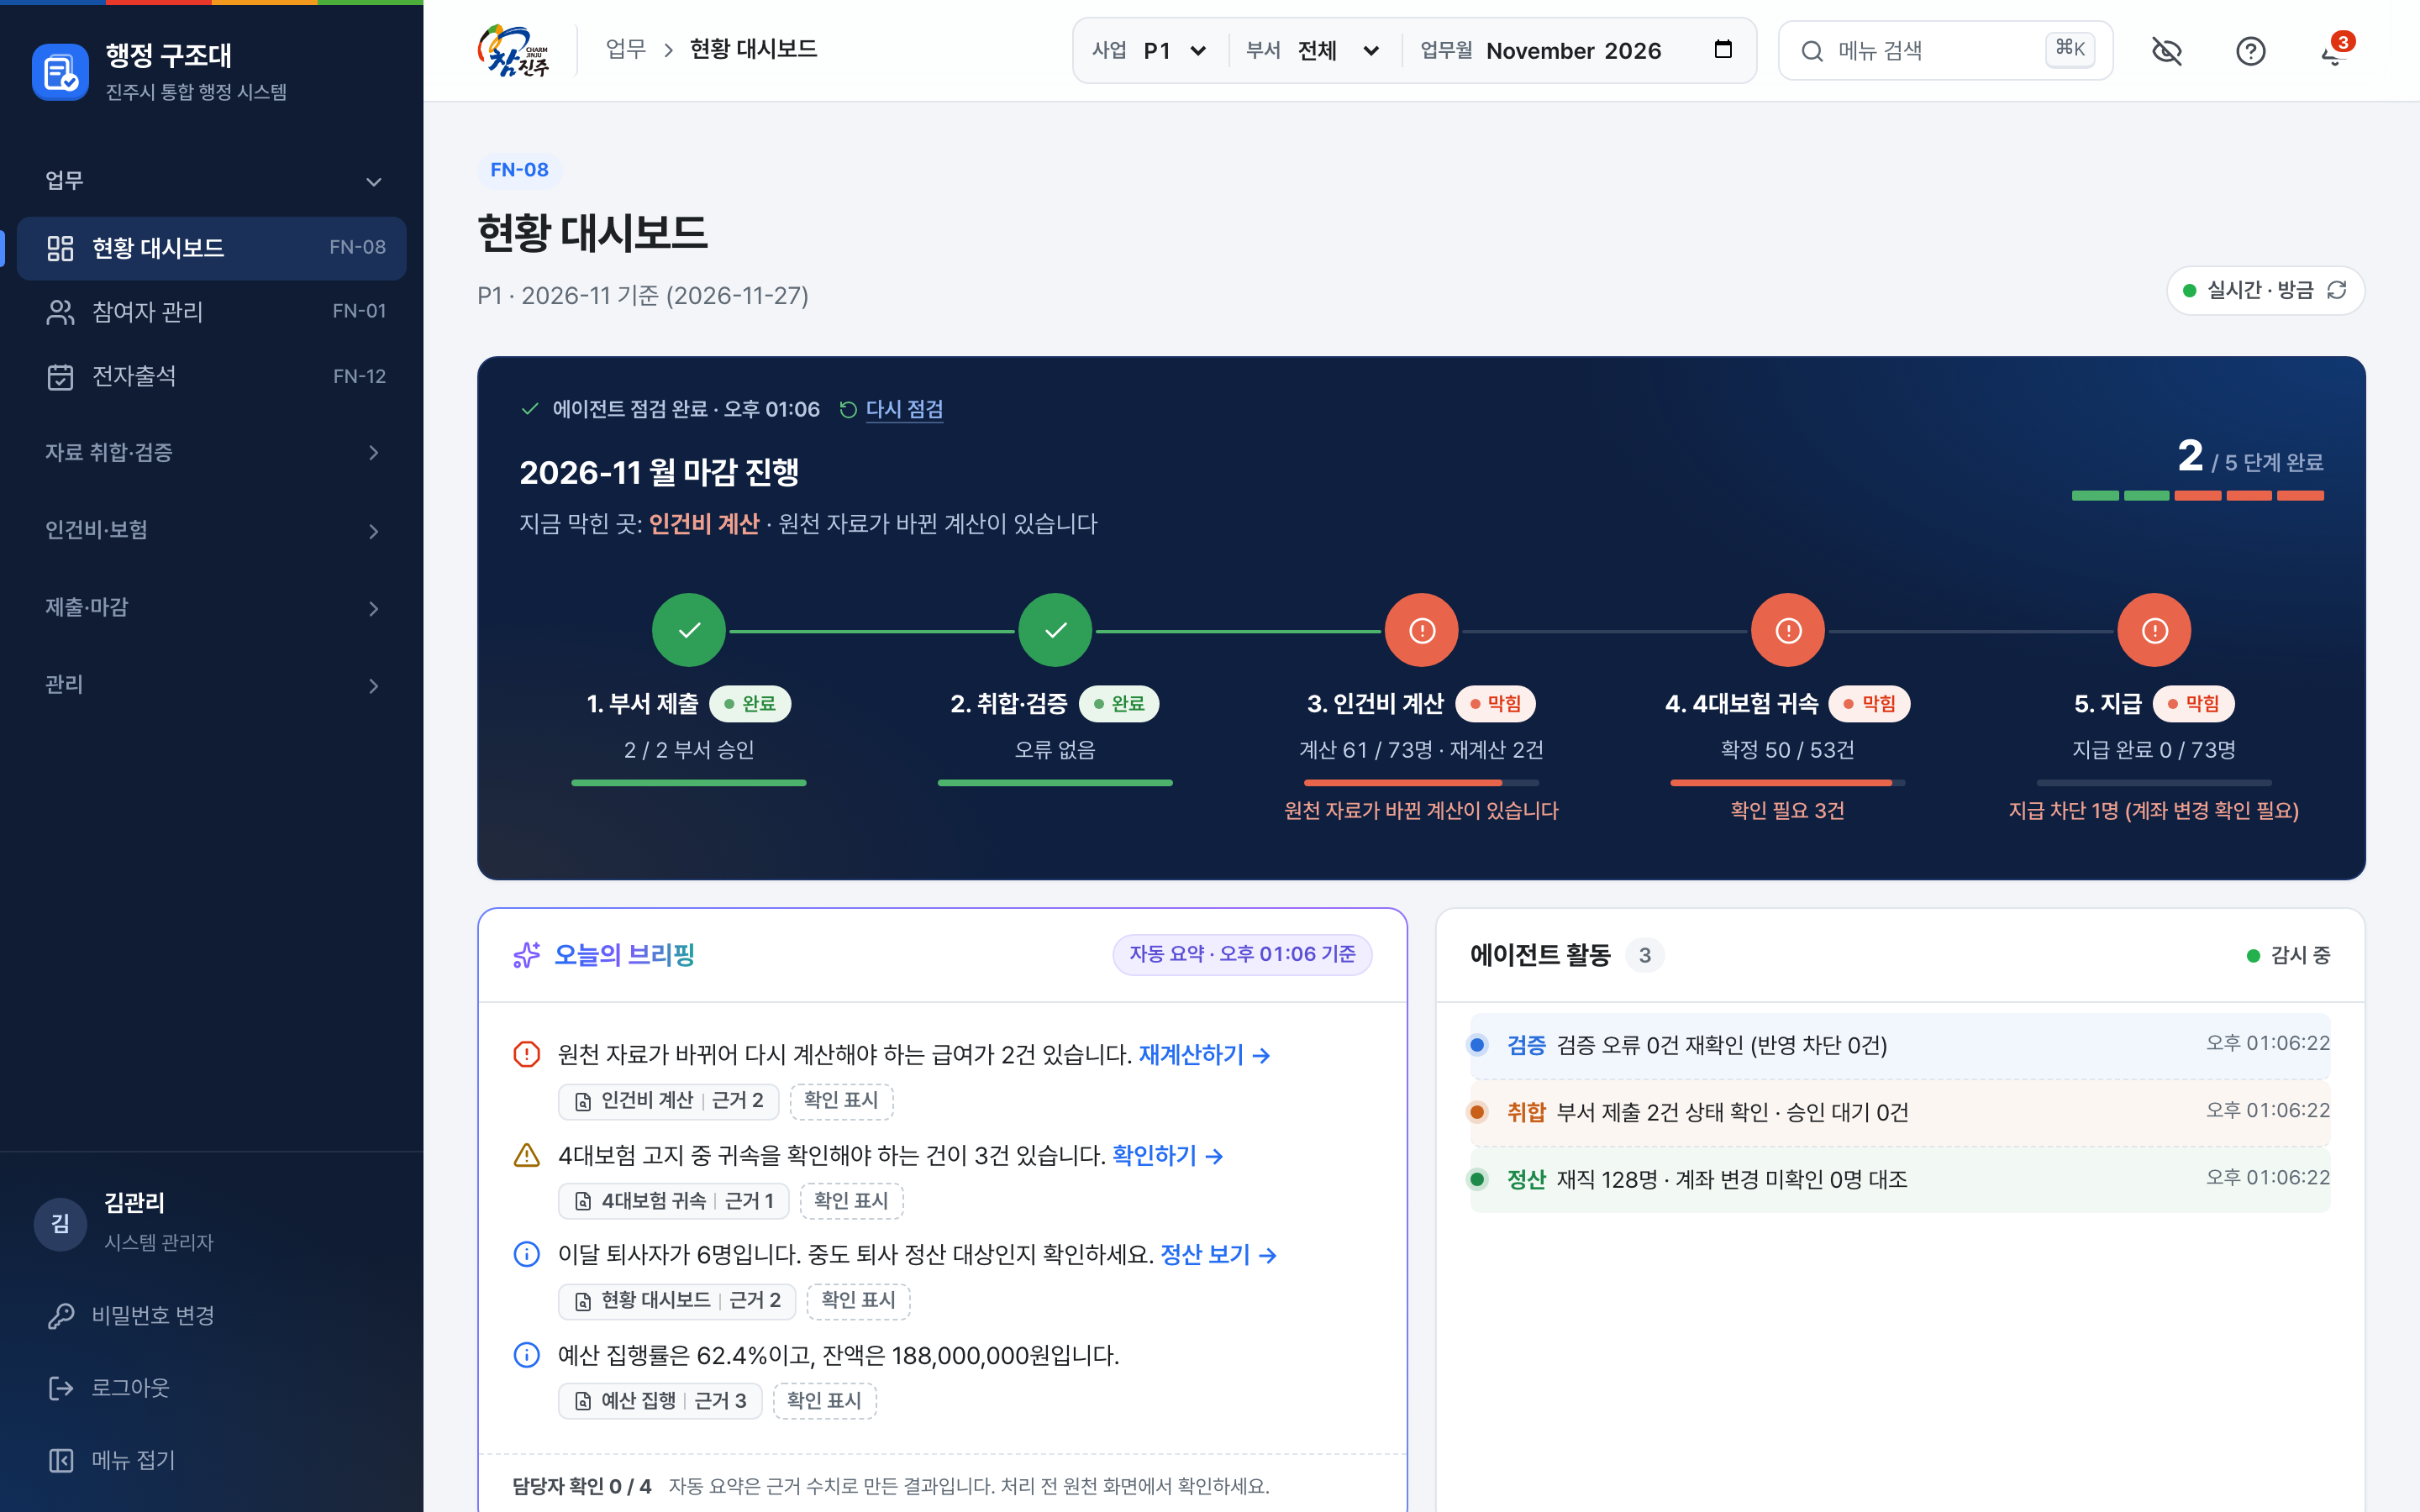 행정 구조대
진주시 통합 행정 시스템
업무
현황 대시보드 FN-08
참여자 관리 FN-01
전자출석 FN-12
자료 취합·검증
인건비·보험
제출·마감
관리
김
김관리
시스템 관리자
비밀번호 변경
로그아웃
메뉴 접기
참진주 CHARM JINJU
업무 > 현황 대시보드
사업 P1 부서 전체 업무월 November 2026
메뉴 검색 ⌘K
3
FN-08
현황 대시보드
P1 · 2026-11 기준 (2026-11-27)
실시간 · 방금
에이전트 점검 완료 · 오후 01:06 다시 점검
2026-11 월 마감 진행
지금 막힌 곳: 인건비 계산 · 원천 자료가 바뀐 계산이 있습니다
2 / 5 단계 완료
1. 부서 제출 완료
2 / 2 부서 승인
2. 취합·검증 완료
오류 없음
3. 인건비 계산 막힘
계산 61 / 73명 · 재계산 2건
원천 자료가 바뀐 계산이 있습니다
4. 4대보험 귀속 막힘
확정 50 / 53건
확인 필요 3건
5. 지급 막힘
지급 완료 0 / 73명
지급 차단 1명 (계좌 변경 확인 필요)
오늘의 브리핑 자동 요약 · 오후 01:06 기준
원천 자료가 바뀌어 다시 계산해야 하는 급여가 2건 있습니다. 재계산하기 →
인건비 계산 | 근거 2 확인 표시
4대보험 고지 중 귀속을 확인해야 하는 건이 3건 있습니다. 확인하기 →
4대보험 귀속 | 근거 1 확인 표시
이달 퇴사자가 6명입니다. 중도 퇴사 정산 대상인지 확인하세요. 정산 보기 →
현황 대시보드 | 근거 2 확인 표시
예산 집행률은 62.4%이고, 잔액은 188,000,000원입니다.
예산 집행 | 근거 3 확인 표시
담당자 확인 0 / 4 자동 요약은 근거 수치로 만든 결과입니다. 처리 전 원천 화면에서 확인하세요.
에이전트 활동 3 감시 중
검증 검증 오류 0건 재확인 (반영 차단 0건) 오후 01:06:22
취합 부서 제출 2건 상태 확인 · 승인 대기 0건 오후 01:06:22
정산 재직 128명 · 계좌 변경 미확인 0명 대조 오후 01:06:22